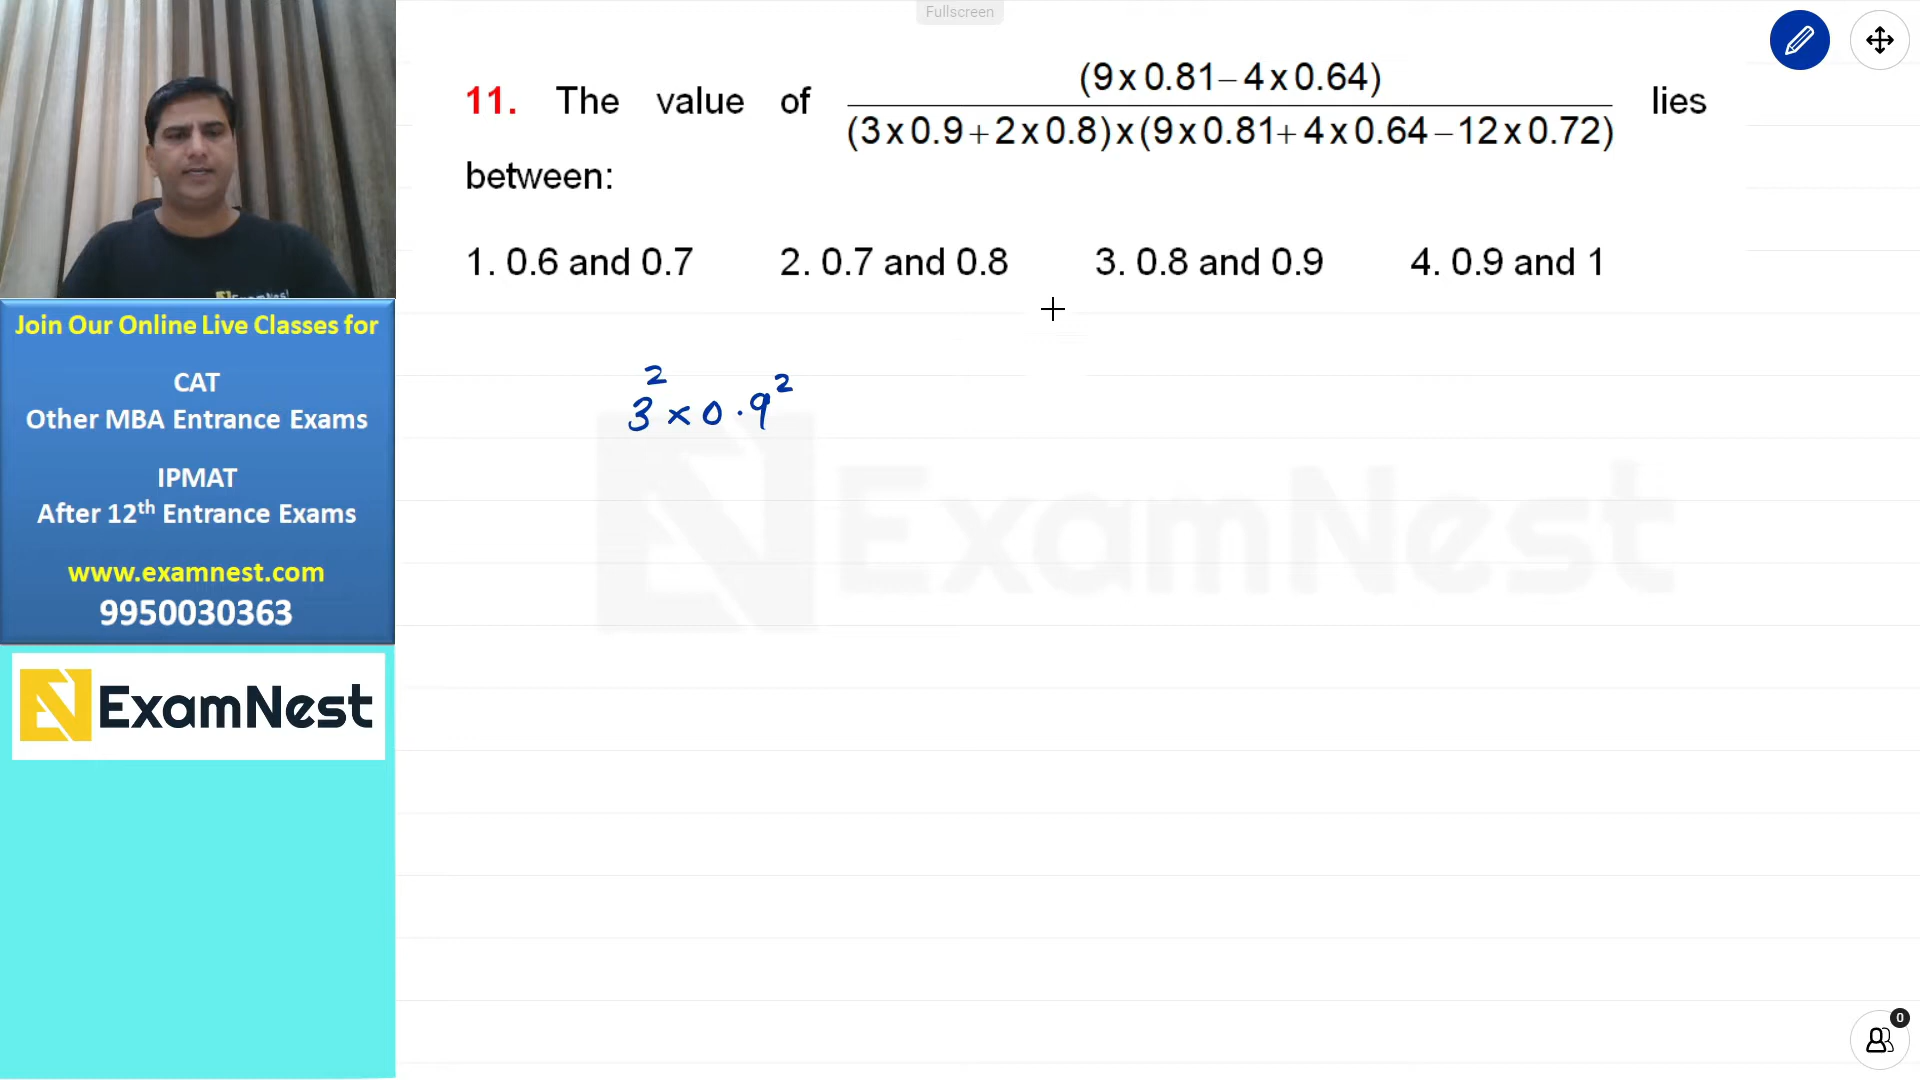 Fullscreen
11. The value of (9x0.81–4x0.64) / (3x0.9+2x0.8)x(9x0.81+4x0.64–12x0.72) lies
between:
1. 0.6 and 0.7 2. 0.7 and 0.8 3. 0.8 and 0.9 4. 0.9 and 1
3² x 0.9²
ExamNest
ExamNest
Join Our Online Live Classes for
CAT
Other MBA Entrance Exams
IPMAT
After 12th Entrance Exams
www.examnest.com
9950030363
ExamNest
0